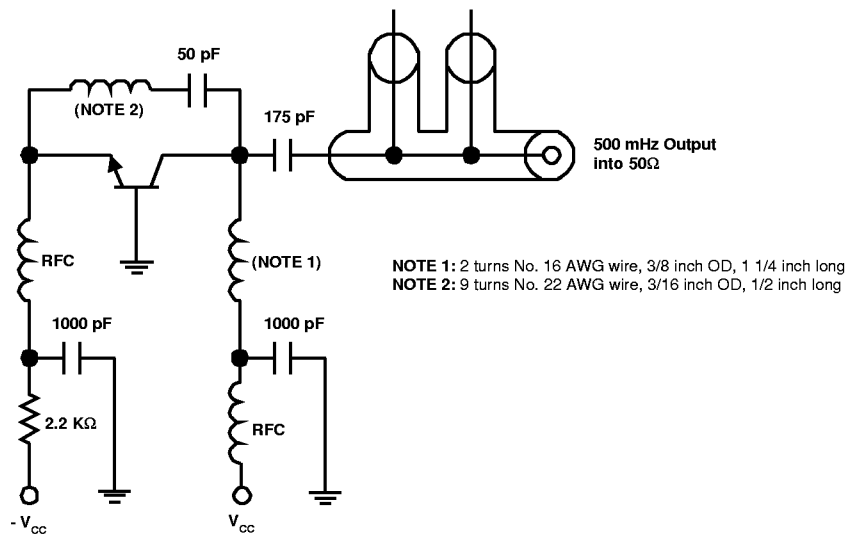 50 pF
(NOTE 2)
175 pF
500 mHz Output
into 50Ω
RFC
(NOTE 1)
NOTE 1: 2 turns No. 16 AWG wire, 3/8 inch OD, 1 1/4 inch long
NOTE 2: 9 turns No. 22 AWG wire, 3/16 inch OD, 1/2 inch long
1000 pF
1000 pF
2.2 KΩ
RFC
- VCC
VCC